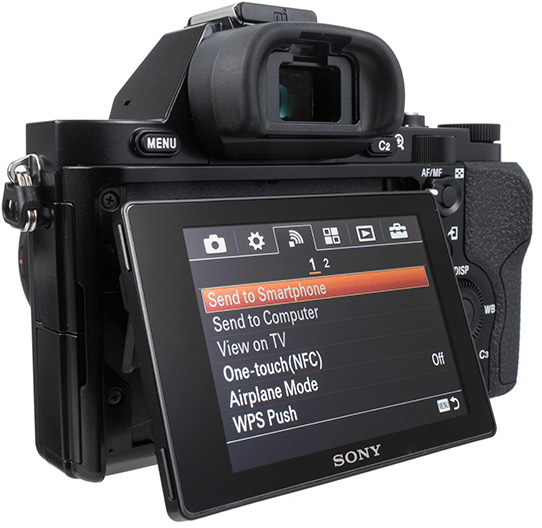 MENU
C2
AF/MF
DISP
WB
C3
1 2
Send to Smartphone
Send to Computer
View on TV
One-touch(NFC)
Airplane Mode Off
WPS Push
MENU
SONY